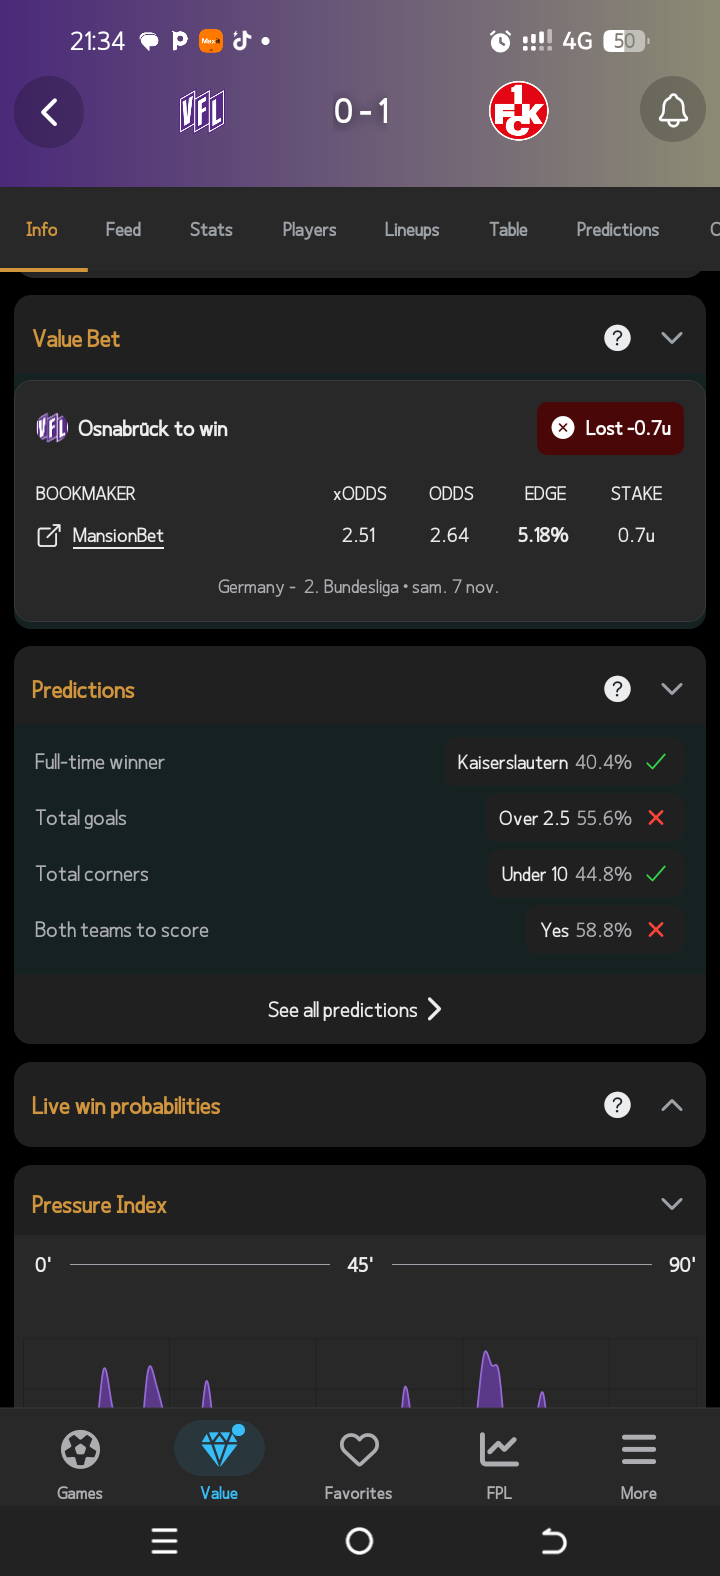 21:34 4G 50
VFL 0 - 1 1 FCK
Info Feed Stats Players Lineups Table Predictions
Value Bet ?
VFL Osnabrück to win Lost -0.7u
BOOKMAKER xODDS ODDS EDGE STAKE
MansionBet 2.51 2.64 5.18% 0.7u
Germany - 2. Bundesliga • sam. 7 nov.
Predictions ?
Full-time winner Kaiserslautern 40.4%
Total goals Over 2.5 55.6%
Total corners Under 10 44.8%
Both teams to score Yes 58.8%
See all predictions
Live win probabilities ?
Pressure Index
0' 45' 90'
Games Value Favorites FPL More